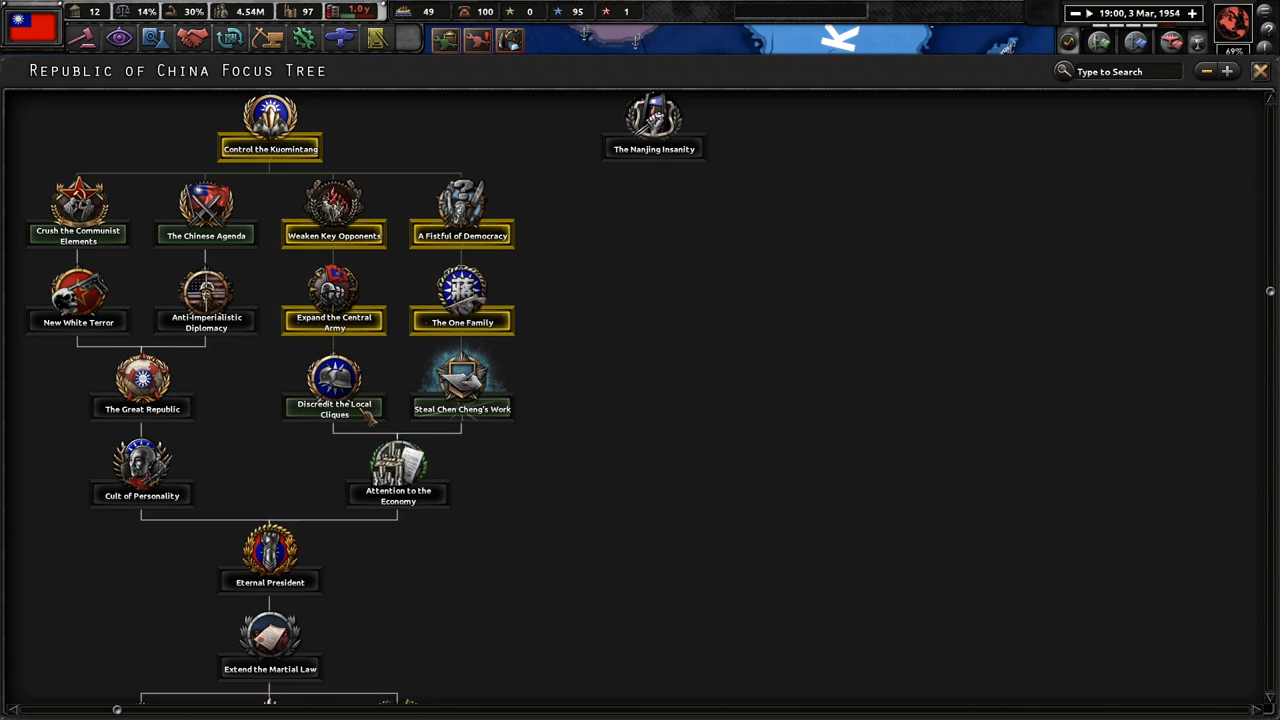 12
14%
30%
4.54M
97
1.0 y
49
100
0
95
1
19:00, 3 Mar, 1954
69%
K
Republic of China Focus Tree
Type to Search
Control the Kuomintang
The Nanjing Insanity
Crush the Communist
Elements
The Chinese Agenda
Weaken Key Opponents
A Fistful of Democracy
New White Terror
Anti-Imperialistic
Diplomacy
Expand the Central
Army
The One Family
The Great Republic
Discredit the Local
Cliques
Steal Chen Cheng's Work
Cult of Personality
Attention to the
Economy
Eternal President
Extend the Martial Law